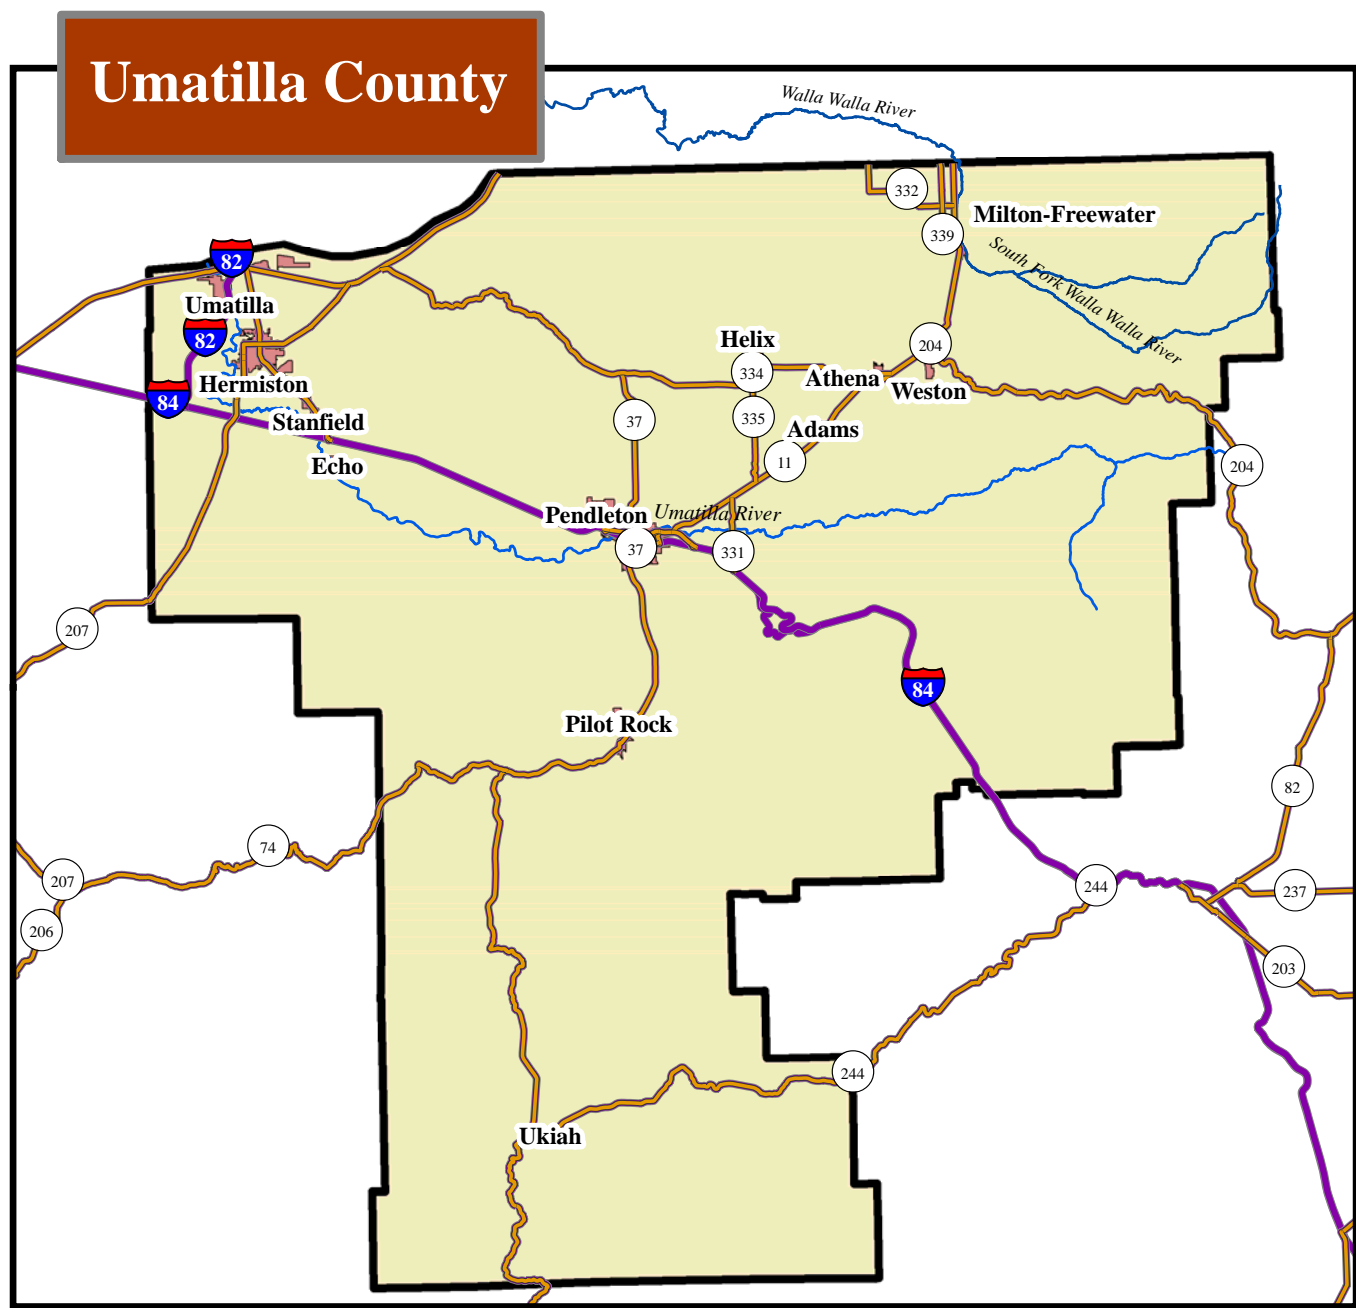 Umatilla County
Walla Walla River
332
Milton-Freewater
339
South Fork Walla Walla River
82
Umatilla
82
Helix
204
334
Athena
Weston
Hermiston
84
335
37
Stanfield
Adams
Echo
11
204
Pendleton
Umatilla River
37
331
207
84
Pilot Rock
82
74
207
244
237
206
203
244
Ukiah